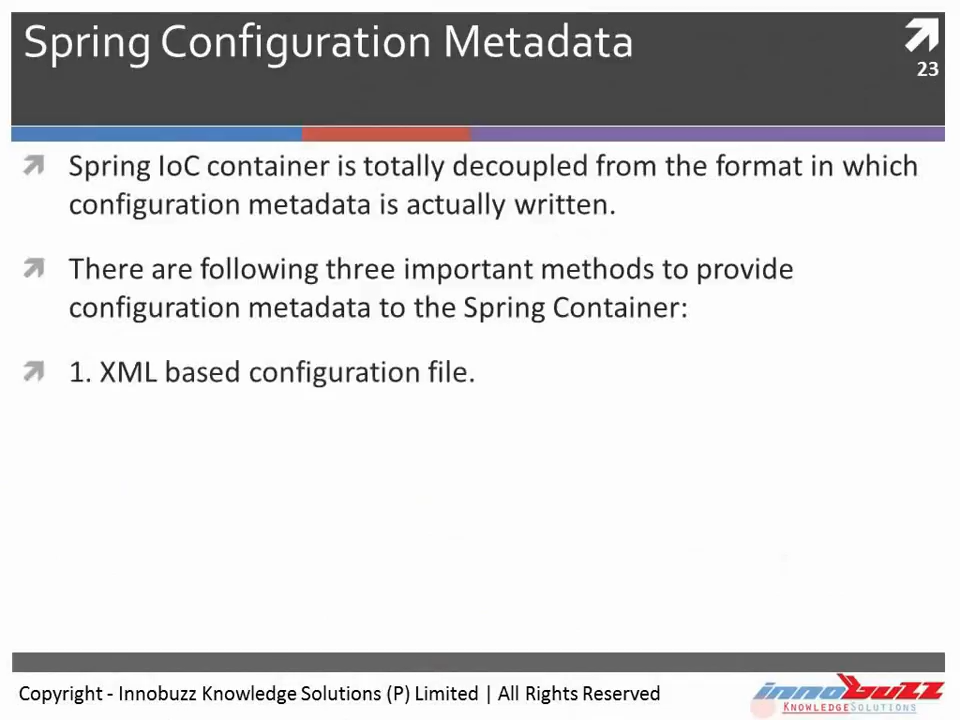 Spring Configuration Metadata
23
Spring IoC container is totally decoupled from the format in which
configuration metadata is actually written.
There are following three important methods to provide
configuration metadata to the Spring Container:
1. XML based configuration file.
Copyright - Innobuzz Knowledge Solutions (P) Limited | All Rights Reserved
innobuzz
KNOWLEDGESOLUTIONS